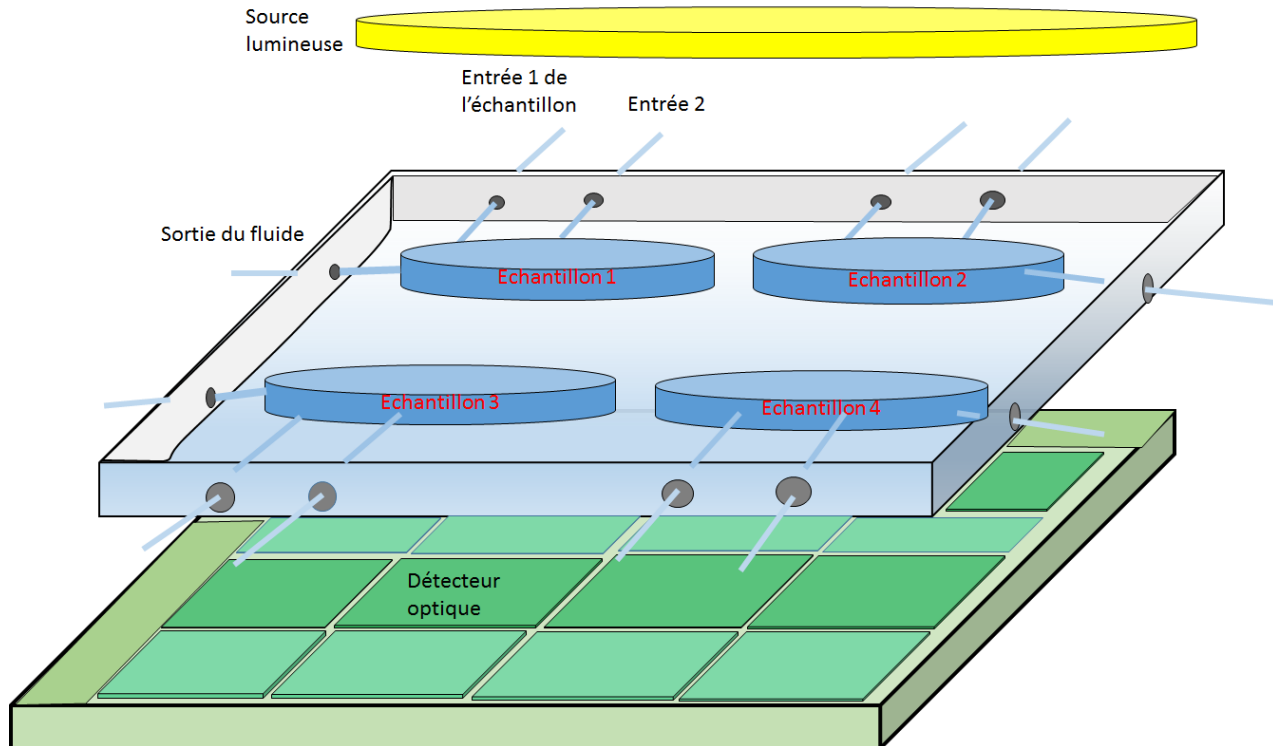 Source
lumineuse
Entrée 1 de
l’échantillon
Entrée 2
Sortie du fluide
Echantillon 1
Echantillon 2
Echantillon 3
Echantillon 4
Détecteur
optique